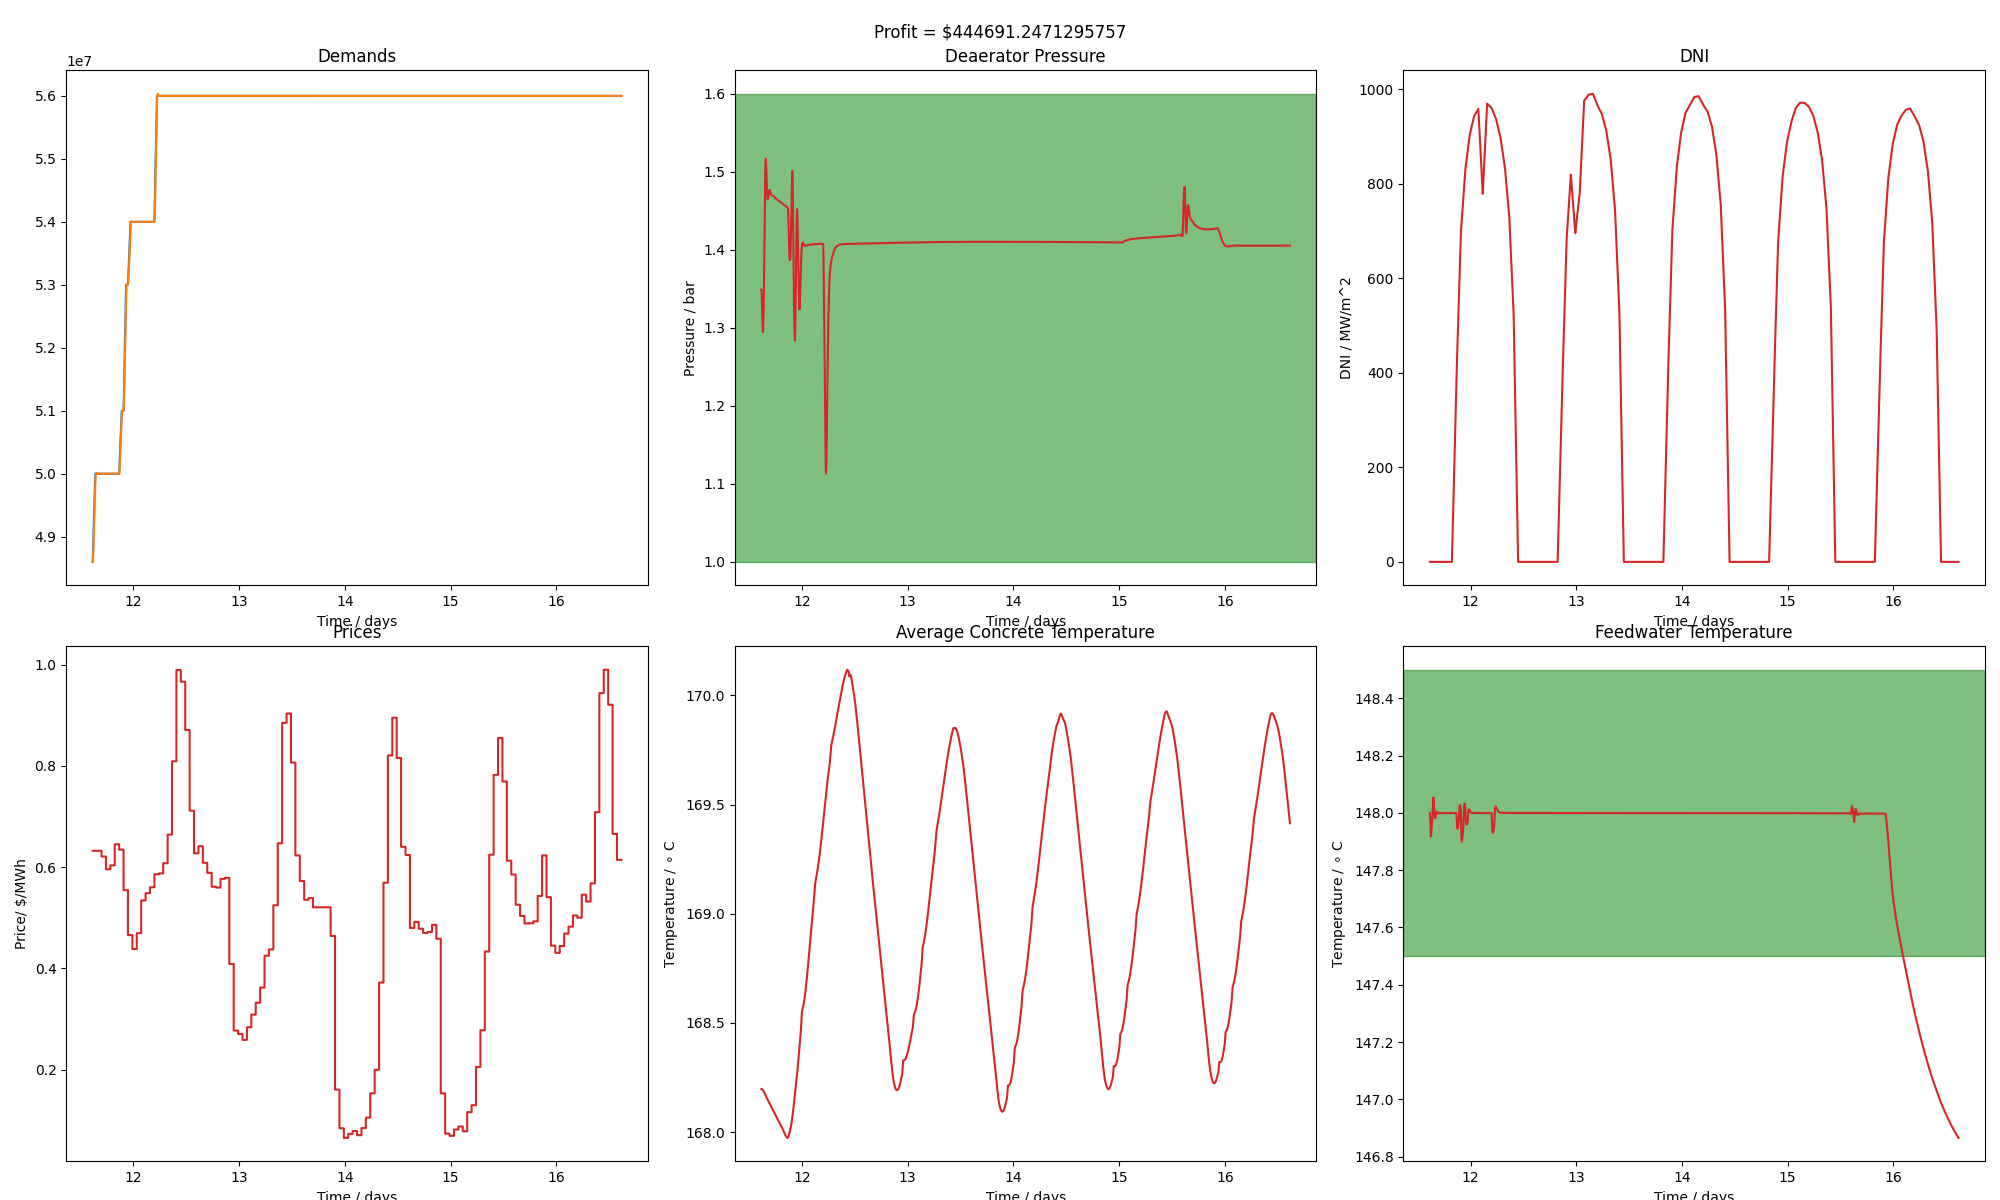 Profit = $444691.2471295757
Demands
1e7
5.6
5.5
5.4
5.3
5.2
5.1
5.0
4.9
12 13 14 15 16
Time / days
Deaerator Pressure
Pressure / bar
1.6
1.5
1.4
1.3
1.2
1.1
1.0
12 13 14 15 16
Time / days
DNI
DNI / MW/m^2
1000
800
600
400
200
0
12 13 14 15 16
Time / days
Prices
Price/ $/MWh
1.0
0.8
0.6
0.4
0.2
12 13 14 15 16
Time / days
Average Concrete Temperature
Temperature / ∘ C
170.0
169.5
169.0
168.5
168.0
12 13 14 15 16
Time / days
Feedwater Temperature
Temperature / ∘ C
148.4
148.2
148.0
147.8
147.6
147.4
147.2
147.0
146.8
12 13 14 15 16
Time / days